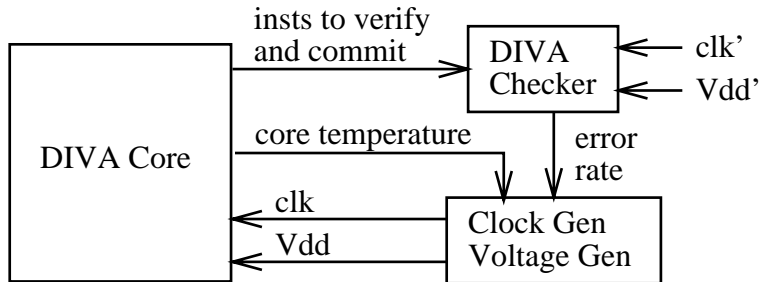 insts to verify
and commit
DIVA
Checker
clk’
Vdd’
DIVA Core
core temperature
error
rate
clk
Vdd
Clock Gen
Voltage Gen